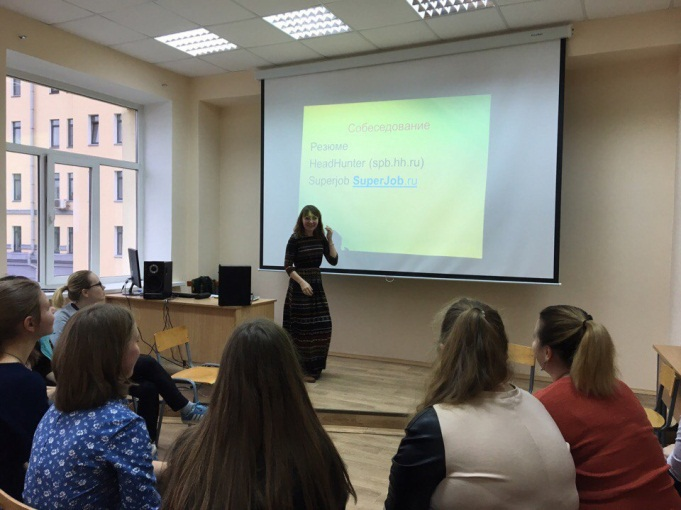 Собеседование
Резюме
HeadHunter (spb.hh.ru)
Superjob SuperJob.ru